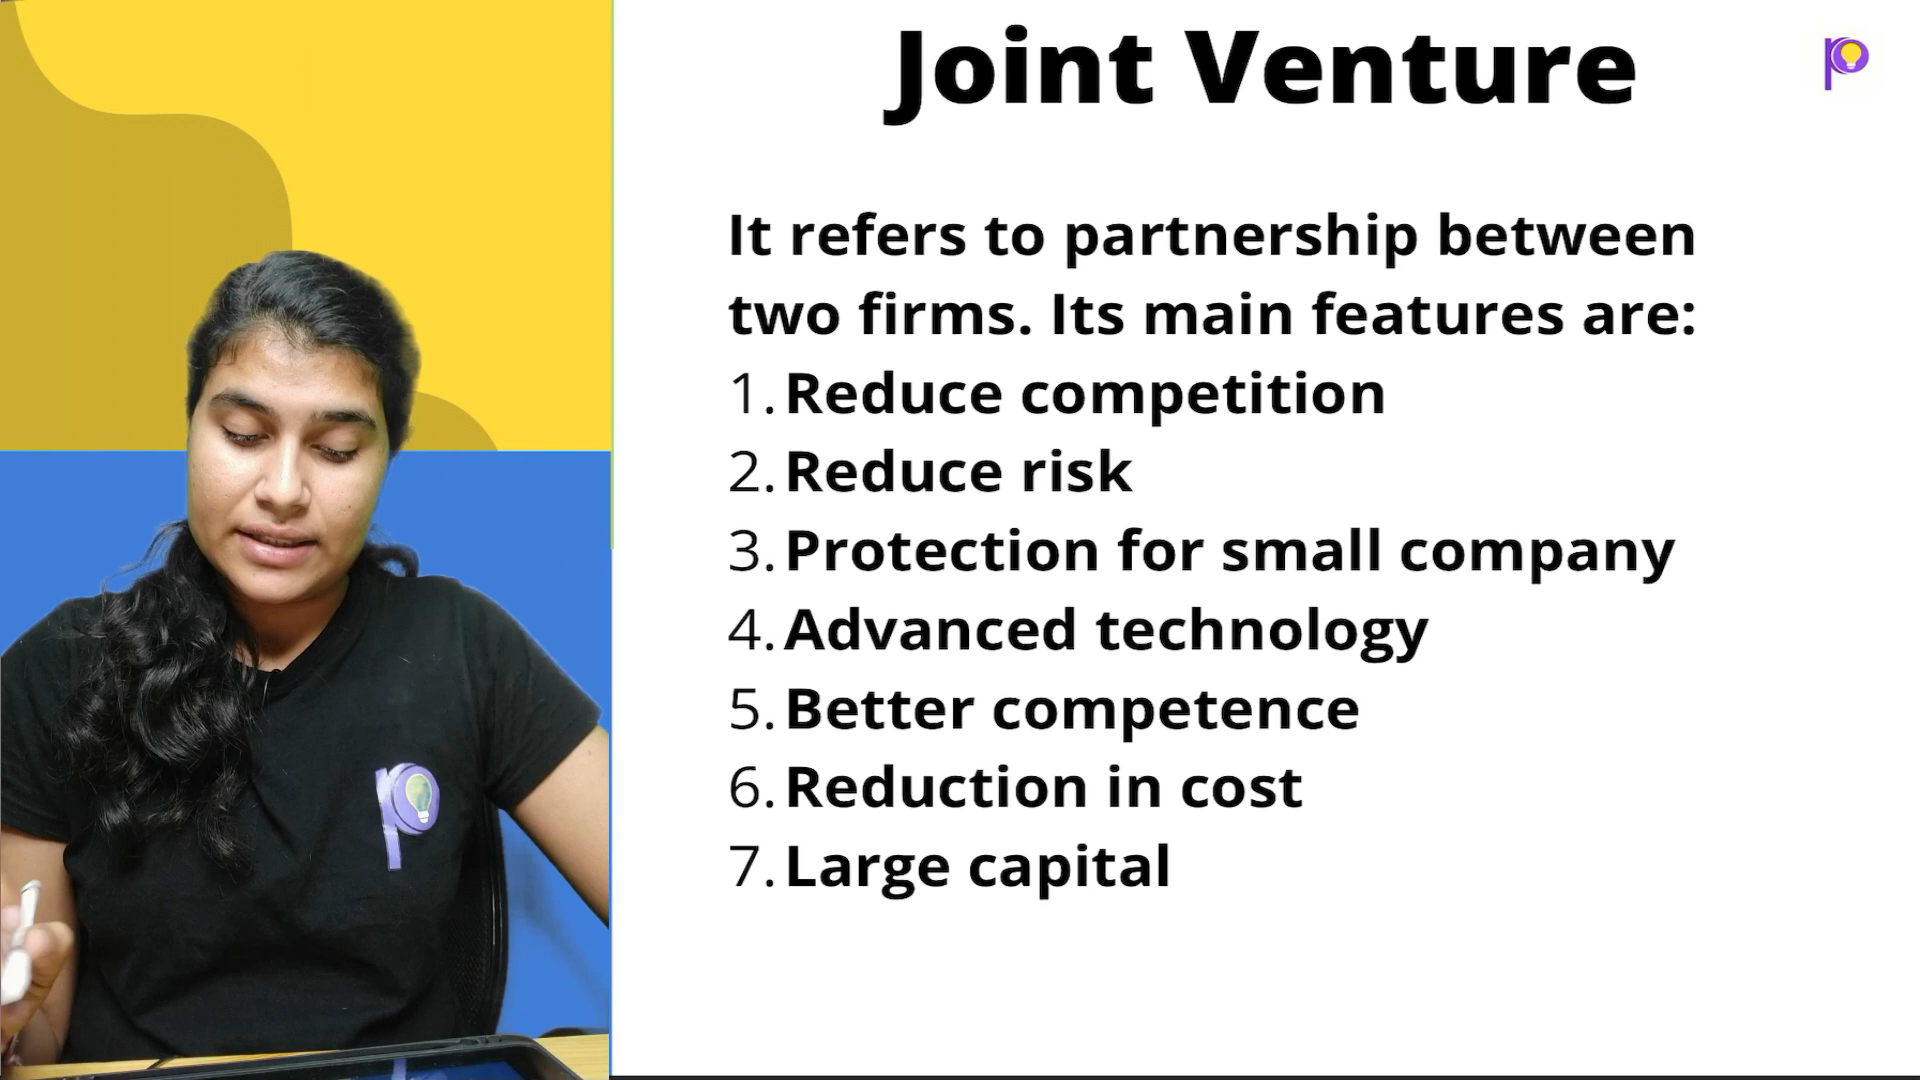 Joint Venture
It refers to partnership between
two firms. Its main features are:
1. Reduce competition
2. Reduce risk
3. Protection for small company
4. Advanced technology
5. Better competence
6. Reduction in cost
7. Large capital